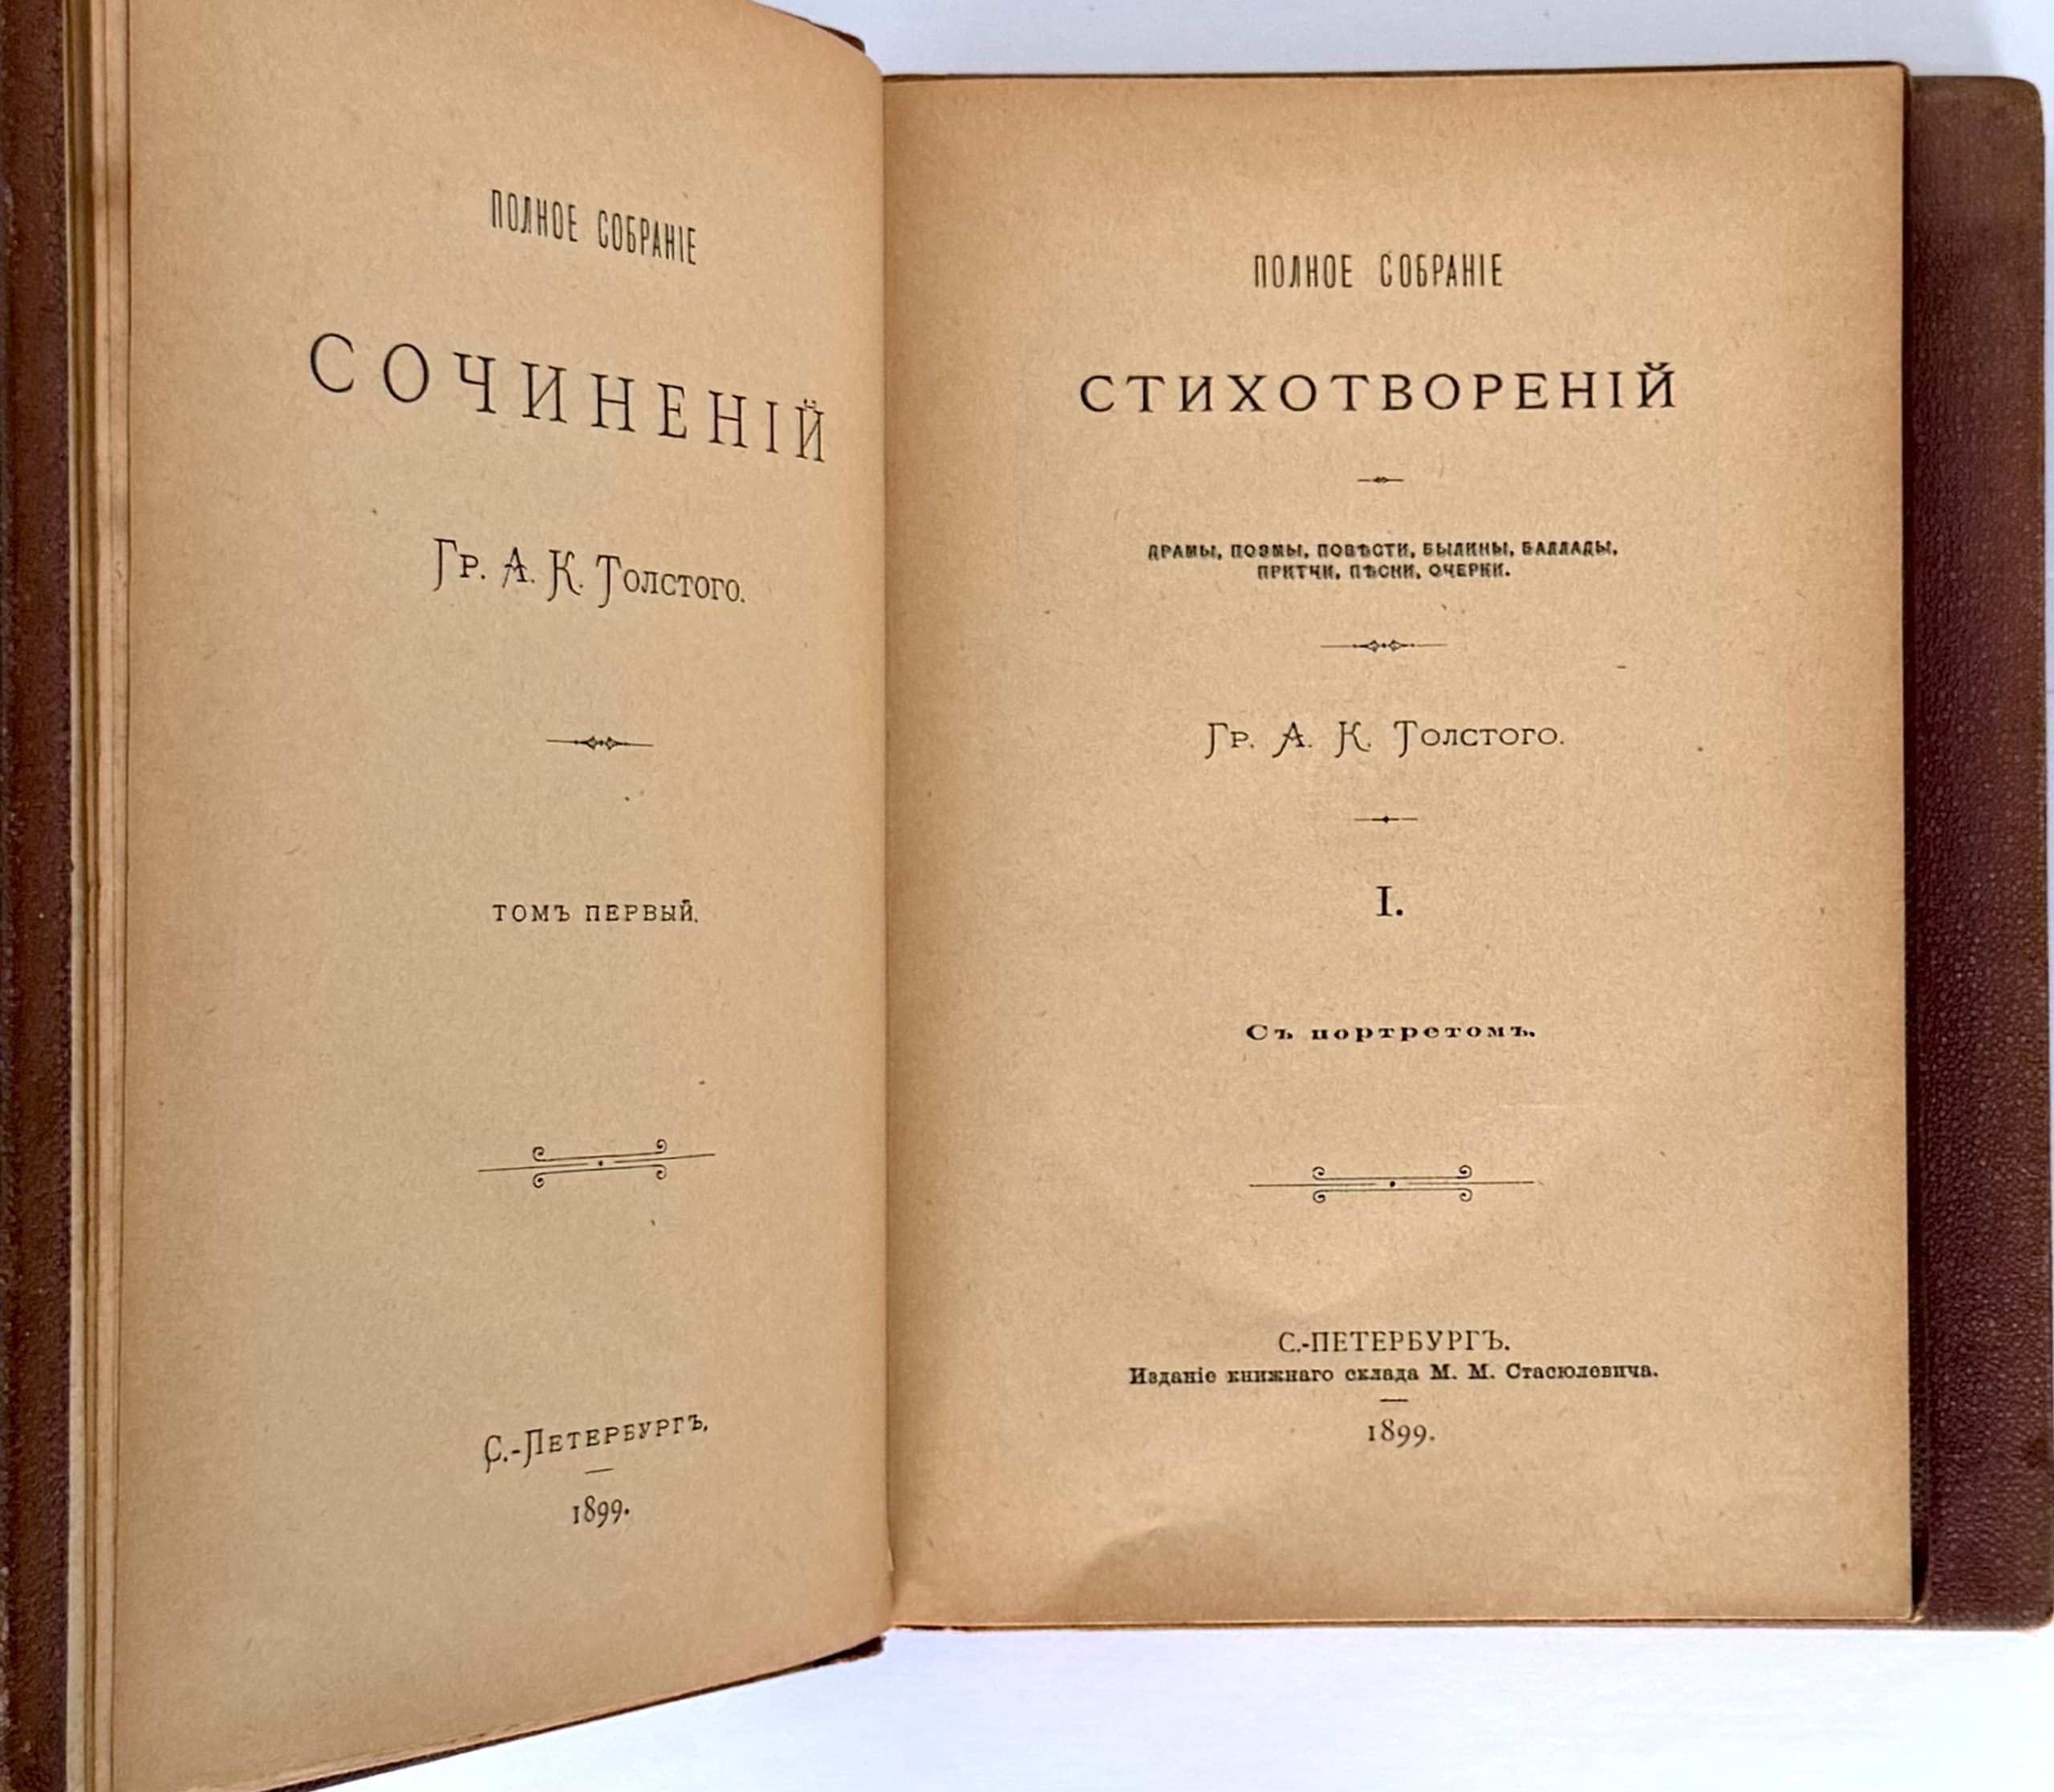 ПОЛНОЕ СОБРАНІЕ
СОЧИНЕНІЙ
Гр. А. К. Толстого.
ТОМЪ ПЕРВЫЙ.
С.-Петербургъ,
1899.
ПОЛНОЕ СОБРАНІЕ
СТИХОТВОРЕНІЙ
ДРАМЫ, ПОЭМЫ, ПОВѢСТИ, БЫЛИНЫ, БАЛЛАДЫ,
ПРИТЧИ, ПѢСНИ, ОЧЕРКИ.
Гр. А. К. Толстого.
I.
Съ портретомъ.
С.-ПЕТЕРБУРГЪ.
Изданіе книжнаго склада М. М. Стасюлевича.
1899.